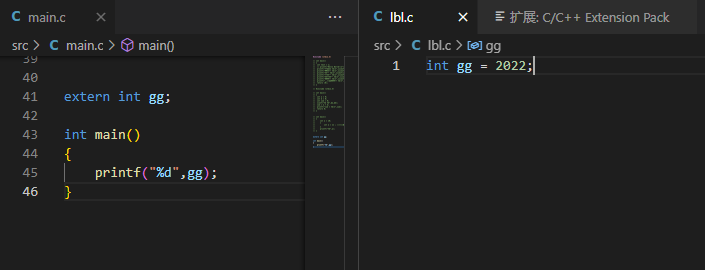 main.c
src > main.c > main()
39
40
41 extern int gg;
42
43 int main()
44 {
45 printf("%d",gg);
46 }
lbl.c
扩展: C/C++ Extension Pack
src > lbl.c > gg
1 int gg = 2022;